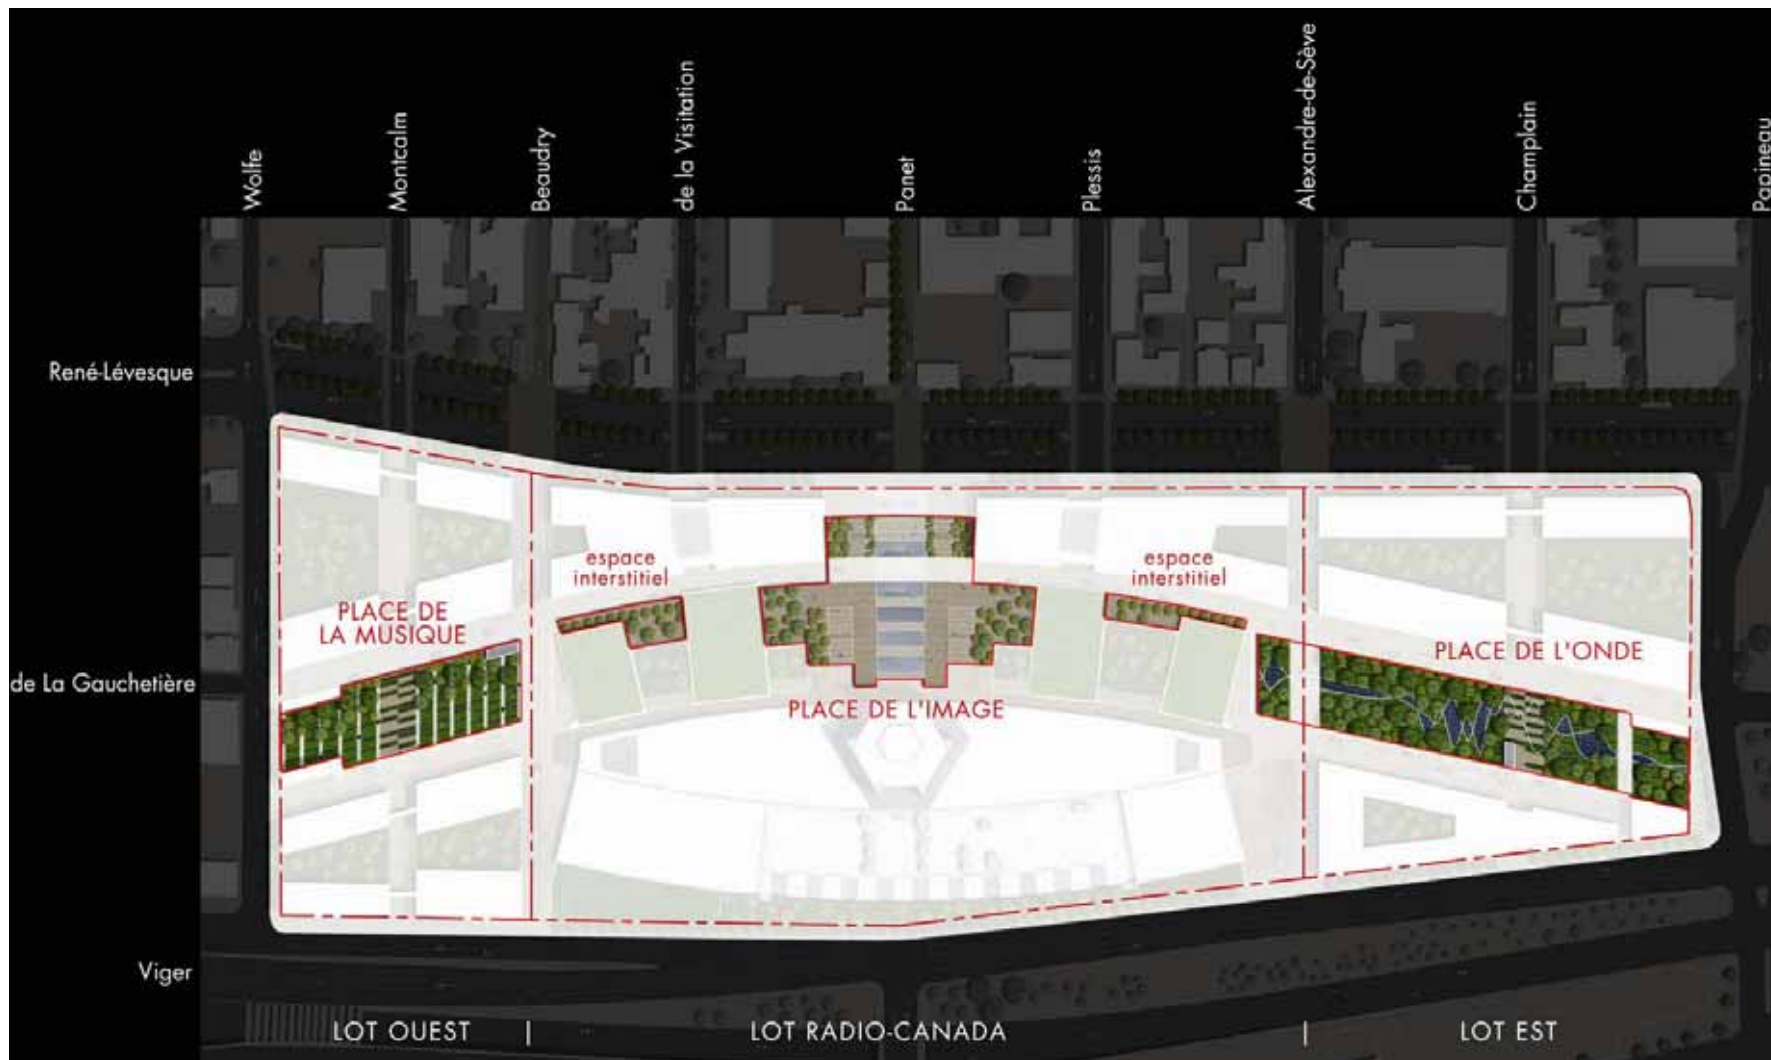 Wolfe
Montcalm
Beaudry
de la Visitation
Panet
Plessis
Alexandre-de-Sève
Champlain
Papineau
René-Lévesque
espace
interstitiel
espace
interstitiel
PLACE DE
LA MUSIQUE
PLACE DE L'ONDE
de La Gauchetière
PLACE DE L'IMAGE
Viger
LOT OUEST
LOT RADIO-CANADA
LOT EST